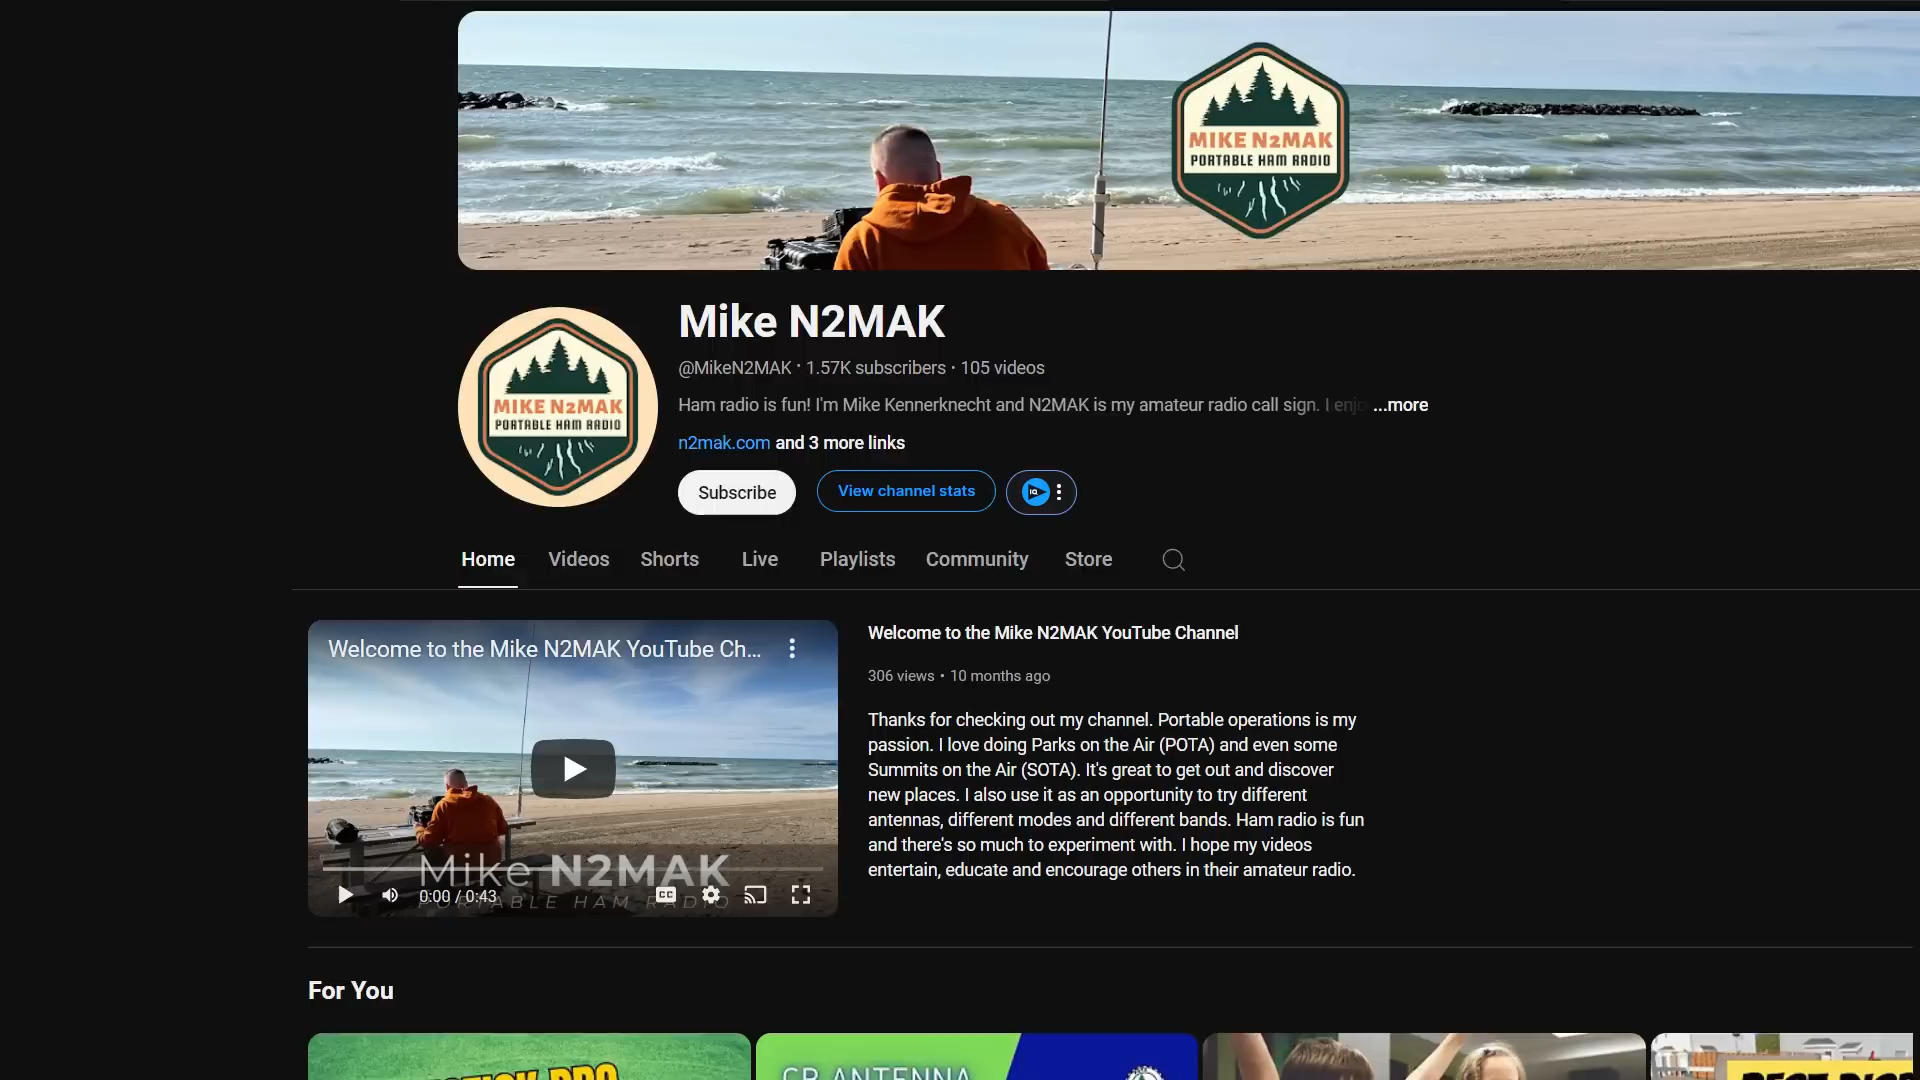 MIKE N2MAK
PORTABLE HAM RADIO
Mike N2MAK
MIKE N2MAK
PORTABLE HAM RADIO
@MikeN2MAK • 1.57K subscribers • 105 videos
Ham radio is fun! I'm Mike Kennerknecht and N2MAK is my amateur radio call sign. I enjo ...more
n2mak.com and 3 more links
Subscribe
View channel stats
IQ
Home Videos Shorts Live Playlists Community Store
Welcome to the Mike N2MAK YouTube Ch...
Mike N2MAK
PORTABLE HAM RADIO
0:00 / 0:43
CC
Welcome to the Mike N2MAK YouTube Channel
306 views • 10 months ago
Thanks for checking out my channel. Portable operations is my
passion. I love doing Parks on the Air (POTA) and even some
Summits on the Air (SOTA). It's great to get out and discover
new places. I also use it as an opportunity to try different
antennas, different modes and different bands. Ham radio is fun
and there's so much to experiment with. I hope my videos
entertain, educate and encourage others in their amateur radio.
For You
CB ANTENNA